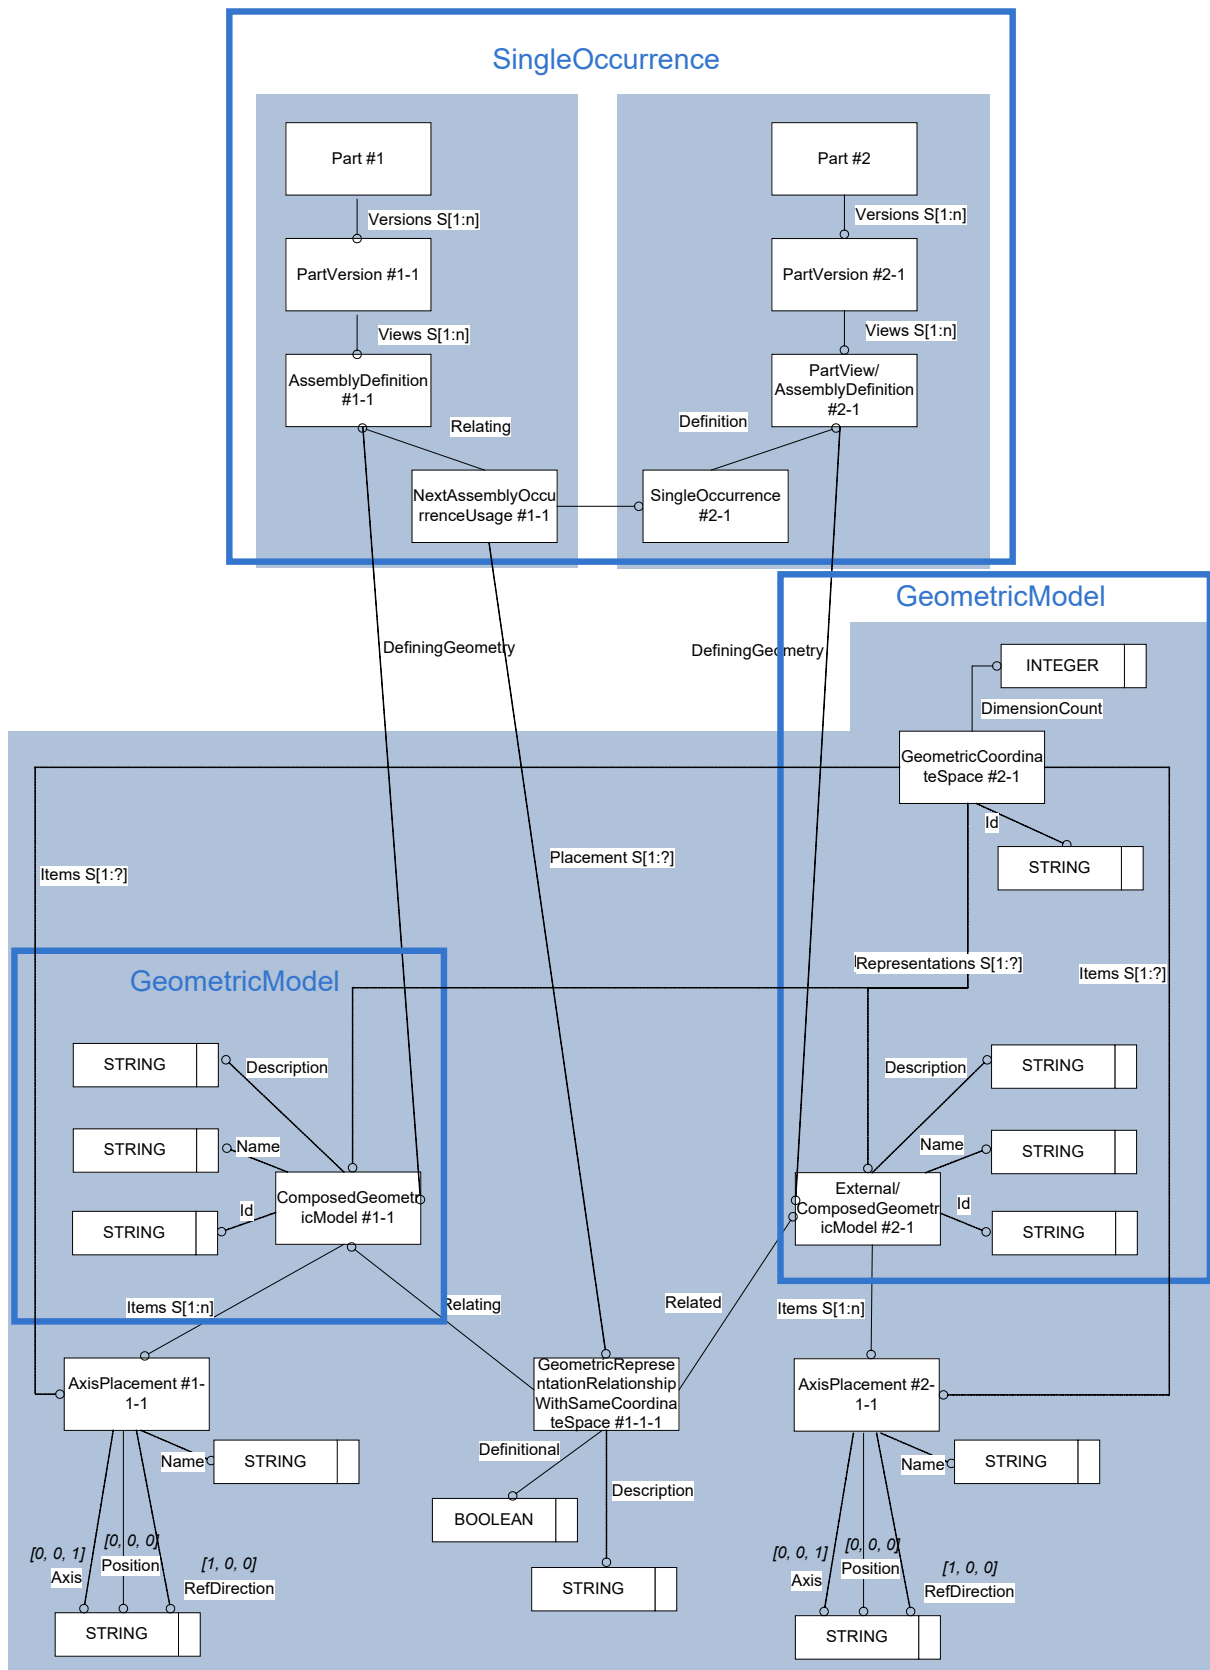 SingleOccurrence
Part #1
Part #2
Versions S[1:n]
Versions S[1:n]
PartVersion #1-1
PartVersion #2-1
Views S[1:n]
Views S[1:n]
AssemblyDefinition
#1-1
PartView/
AssemblyDefinition
#2-1
Relating
Definition
NextAssemblyOccu
rrenceUsage #1-1
SingleOccurrence
#2-1
GeometricModel
DefiningGeometry
DefiningGeometry
INTEGER
DimensionCount
GeometricCoordina
teSpace #2-1
Id
Placement S[1:?]
STRING
Items S[1:?]
Representations S[1:?]
Items S[1:?]
GeometricModel
STRING
Description
Description
STRING
STRING
Name
Name
STRING
ComposedGeometr
icModel #1-1
External/
ComposedGeometr
icModel #2-1
Id
Id
STRING
STRING
Items S[1:n]
Relating
Related
Items S[1:n]
AxisPlacement #1-
1-1
GeometricReprese
ntationRelationship
WithSameCoordina
teSpace #1-1-1
AxisPlacement #2-
1-1
Name
STRING
Definitional
Name
STRING
Description
BOOLEAN
[0, 0, 1]
[0, 0, 0]
[1, 0, 0]
Axis
Position
RefDirection
[0, 0, 1]
[0, 0, 0]
[1, 0, 0]
Axis
Position
RefDirection
STRING
STRING
STRING